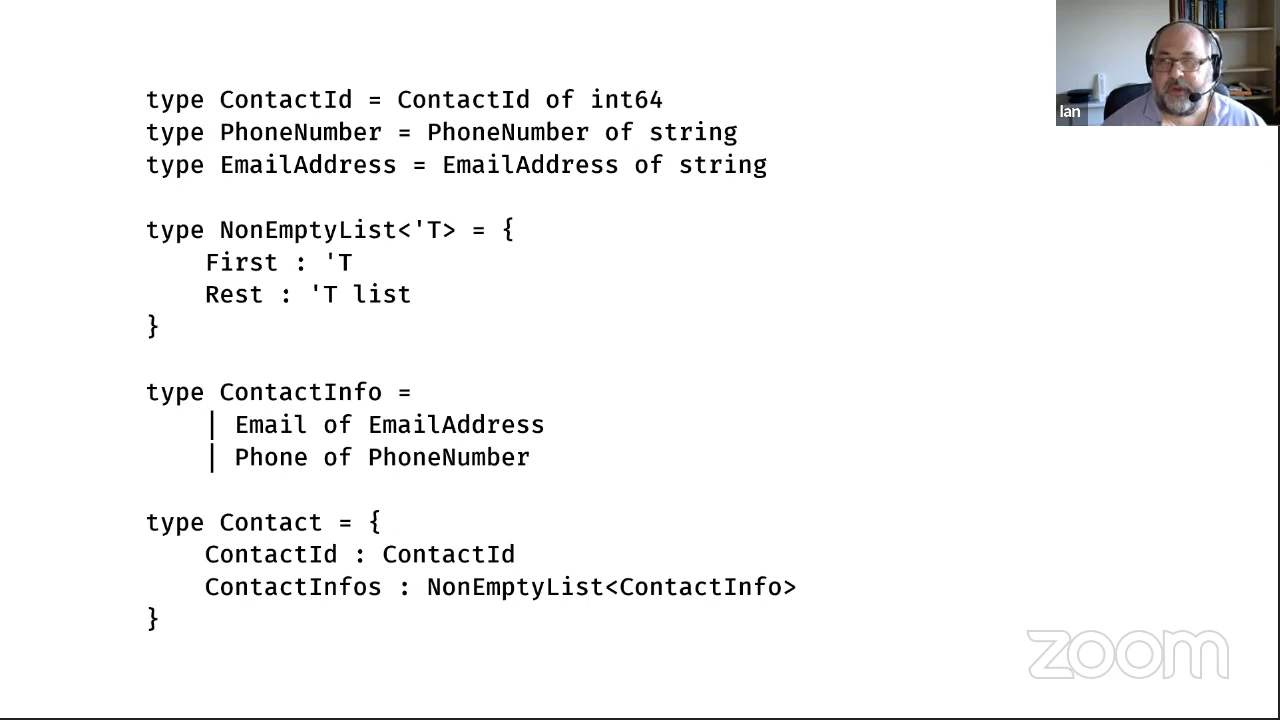 type ContactId = ContactId of int64
type PhoneNumber = PhoneNumber of string
type EmailAddress = EmailAddress of string
type NonEmptyList<'T> = {
    First : 'T
    Rest : 'T list
}
type ContactInfo =
    | Email of EmailAddress
    | Phone of PhoneNumber
type Contact = {
    ContactId : ContactId
    ContactInfos : NonEmptyList<ContactInfo>
}
Ian
zoom